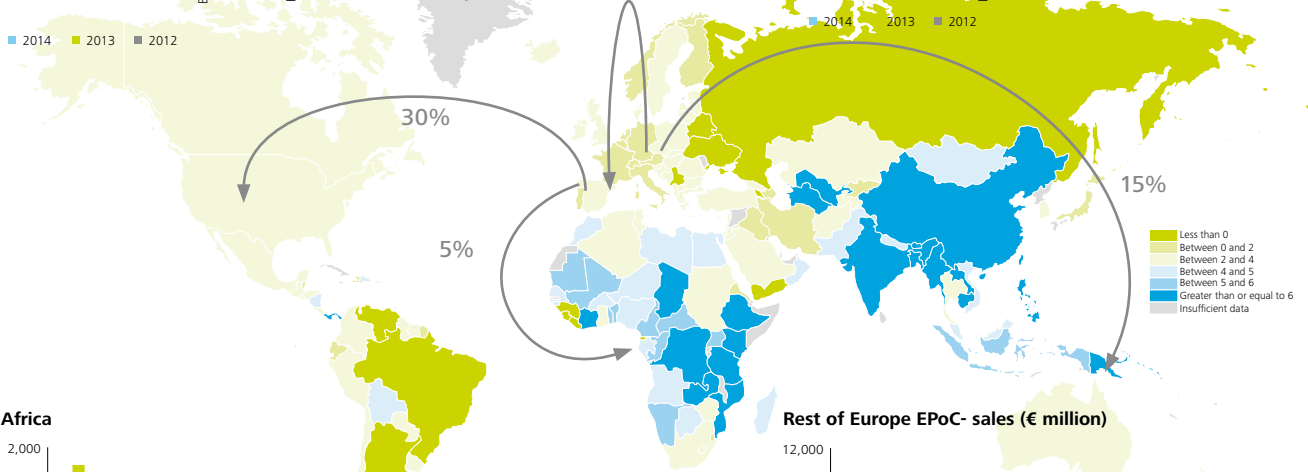 2014 2013 2012
2014 2013 2012
30%
15%
5%
Less than 0
Between 0 and 2
Between 2 and 4
Between 4 and 5
Between 5 and 6
Greater than or equal to 6
Insufficient data
Africa
Rest of Europe EPoC- sales (€ million)
2,000
12,000